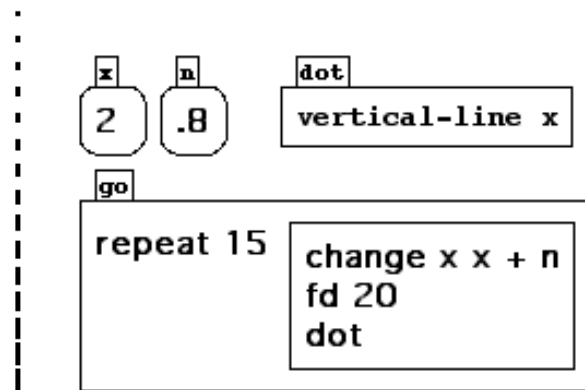 x n dot
2 .8 vertical-line x
go
repeat 15
change x x + n
fd 20
dot